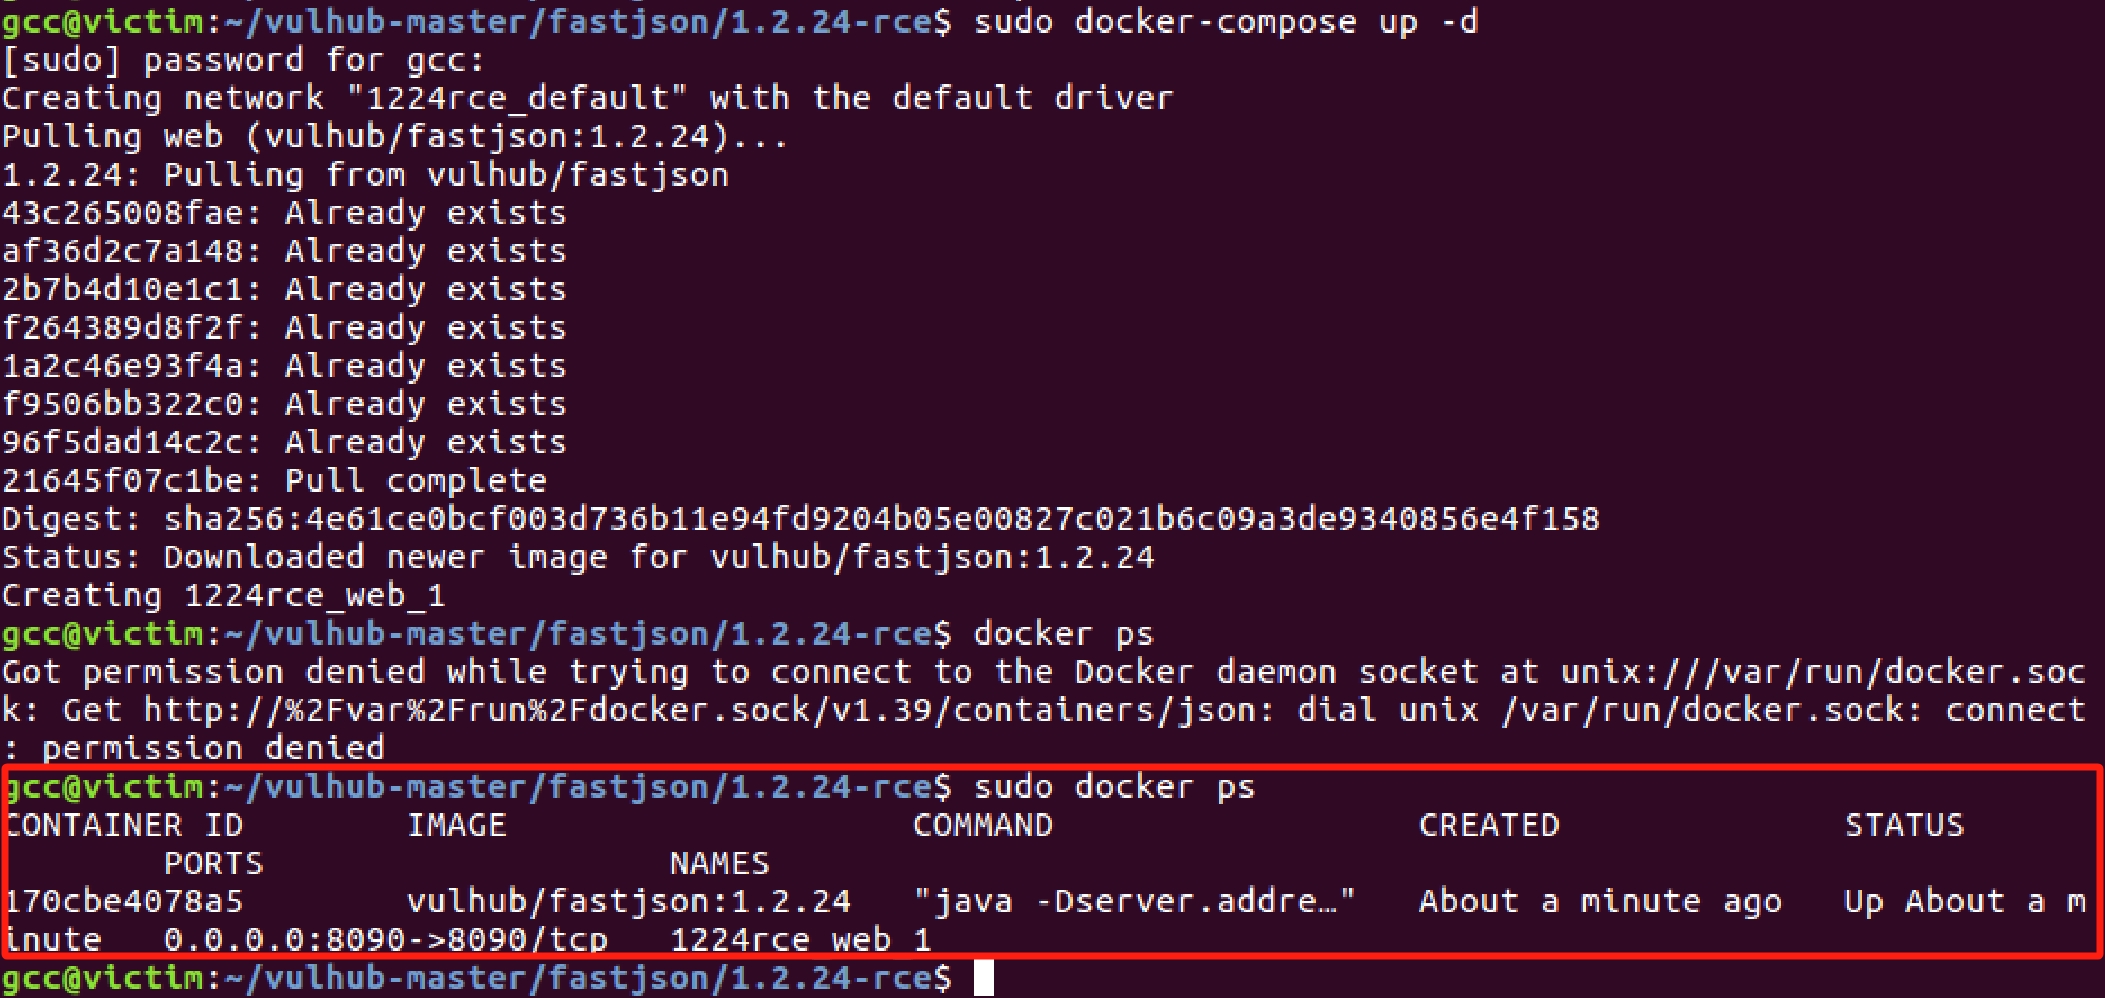 gcc@victim:~/vulhub-master/fastjson/1.2.24-rce$ sudo docker-compose up -d
[sudo] password for gcc:
Creating network "1224rce_default" with the default driver
Pulling web (vulhub/fastjson:1.2.24)...
1.2.24: Pulling from vulhub/fastjson
43c265008fae: Already exists
af36d2c7a148: Already exists
2b7b4d10e1c1: Already exists
f264389d8f2f: Already exists
1a2c46e93f4a: Already exists
f9506bb322c0: Already exists
96f5dad14c2c: Already exists
21645f07c1be: Pull complete
Digest: sha256:4e61ce0bcf003d736b11e94fd9204b05e00827c021b6c09a3de9340856e4f158
Status: Downloaded newer image for vulhub/fastjson:1.2.24
Creating 1224rce_web_1
gcc@victim:~/vulhub-master/fastjson/1.2.24-rce$ docker ps
Got permission denied while trying to connect to the Docker daemon socket at unix:///var/run/docker.soc
k: Get http://%2Fvar%2Frun%2Fdocker.sock/v1.39/containers/json: dial unix /var/run/docker.sock: connect
: permission denied
gcc@victim:~/vulhub-master/fastjson/1.2.24-rce$ sudo docker ps
CONTAINER ID        IMAGE                    COMMAND                  CREATED              STATUS
        PORTS                    NAMES
170cbe4078a5        vulhub/fastjson:1.2.24   "java -Dserver.addre…"   About a minute ago   Up About a m
inute   0.0.0.0:8090->8090/tcp   1224rce_web_1
gcc@victim:~/vulhub-master/fastjson/1.2.24-rce$